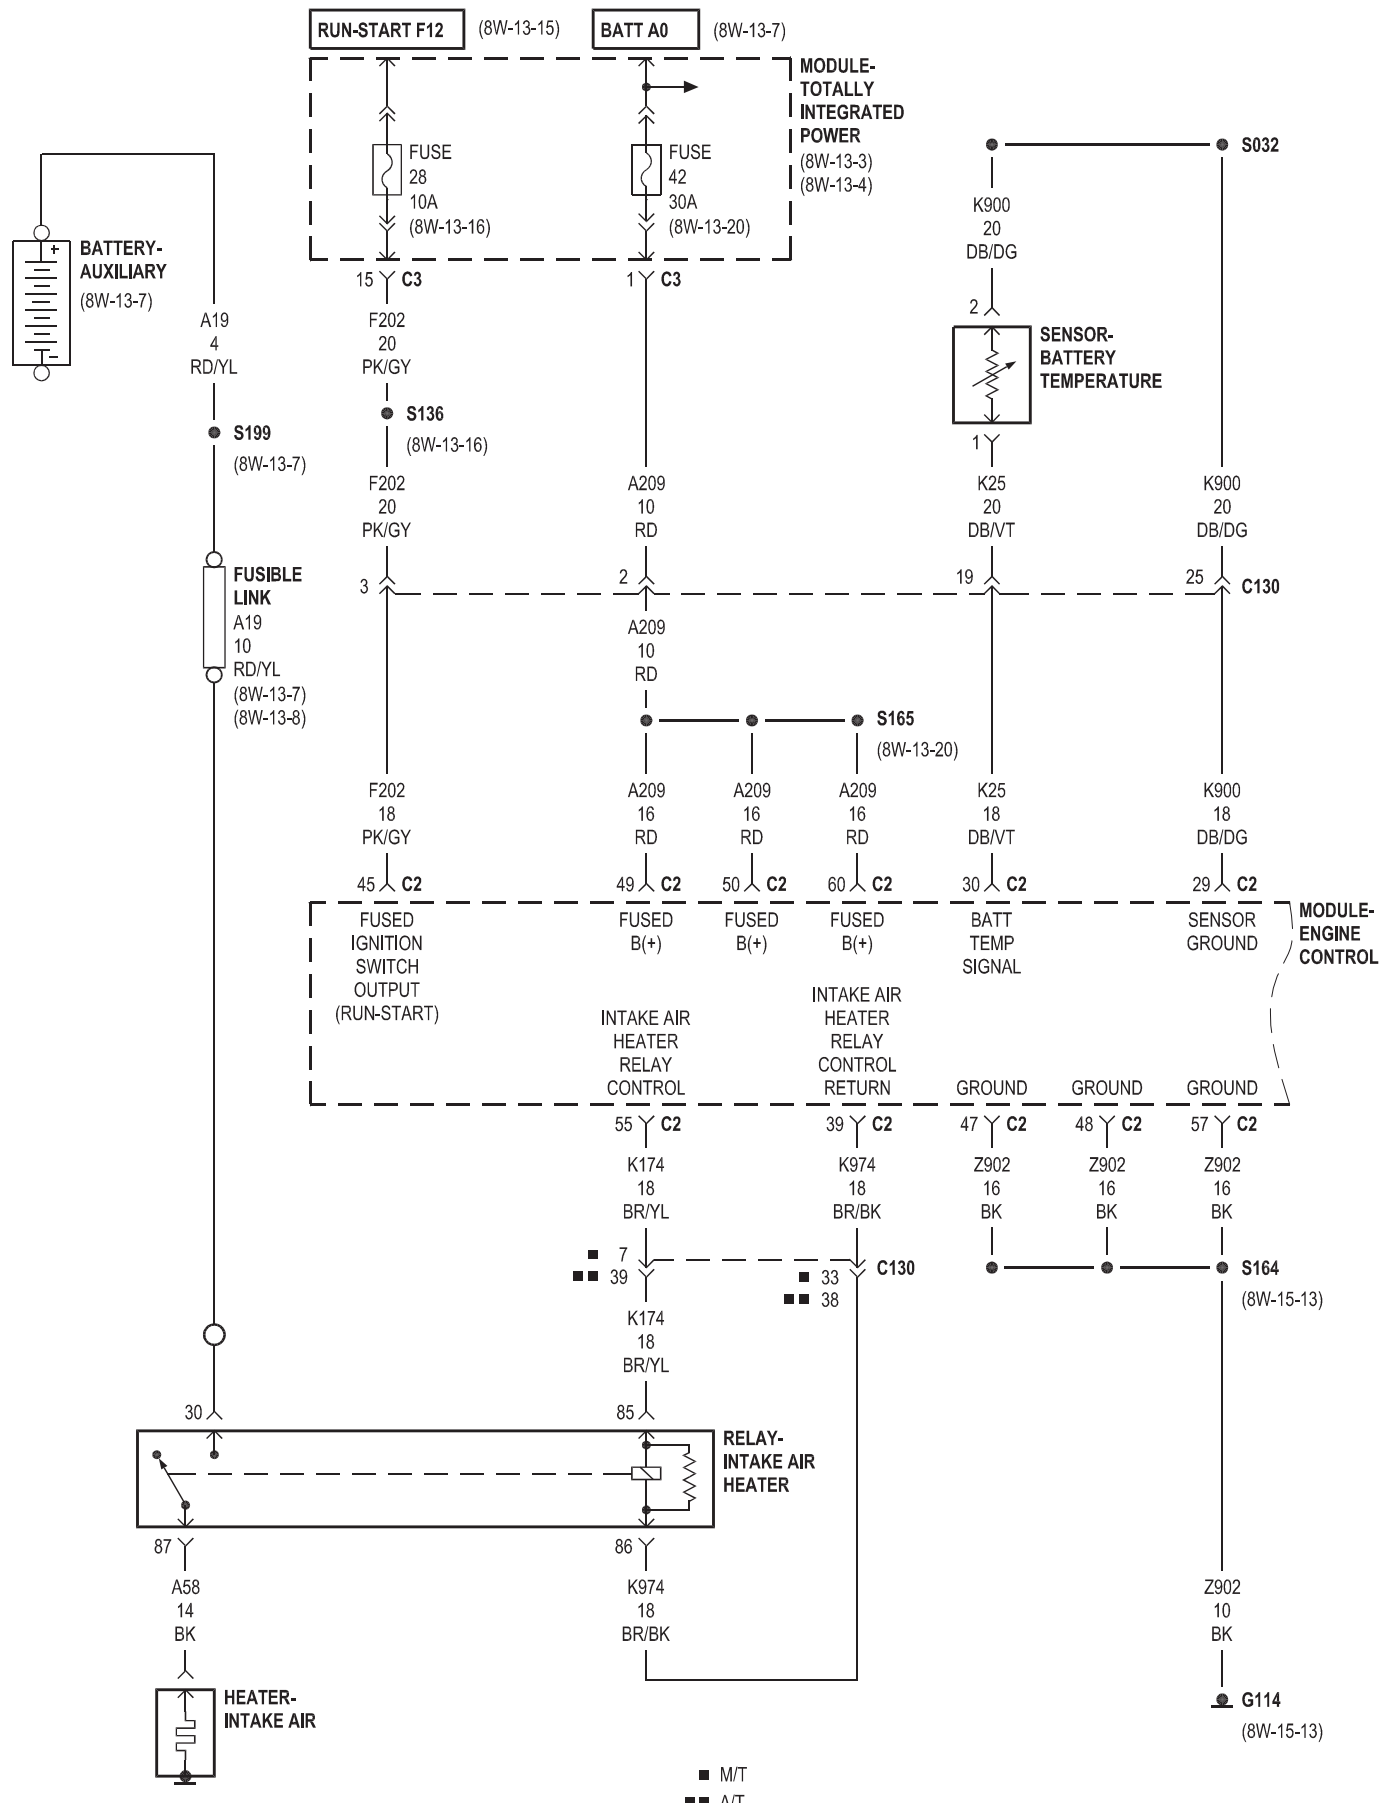 RUN-START F12 (8W-13-15) BATT A0 (8W-13-7)
MODULE-
TOTALLY
INTEGRATED
POWER
(8W-13-3)
(8W-13-4)
FUSE
28
10A
(8W-13-16)
FUSE
42
30A
(8W-13-20)
S032
K900
20
DB/DG
BATTERY-
AUXILIARY
(8W-13-7)
+
-
15 C3
1 C3
A19
4
RD/YL
F202
20
PK/GY
2
SENSOR-
BATTERY
TEMPERATURE
1
S136
(8W-13-16)
S199
(8W-13-7)
F202
20
PK/GY
A209
10
RD
K25
20
DB/VT
K900
20
DB/DG
FUSIBLE
LINK
A19
10
RD/YL
(8W-13-7)
(8W-13-8)
3
2
19
25
C130
A209
10
RD
S165
(8W-13-20)
F202
18
PK/GY
A209
16
RD
A209
16
RD
A209
16
RD
K25
18
DB/VT
K900
18
DB/DG
45 C2
49 C2
50 C2
60 C2
30 C2
29 C2
FUSED
IGNITION
SWITCH
OUTPUT
(RUN-START)
FUSED
B(+)
FUSED
B(+)
FUSED
B(+)
BATT
TEMP
SIGNAL
SENSOR
GROUND
MODULE-
ENGINE
CONTROL
INTAKE AIR
HEATER
RELAY
CONTROL
INTAKE AIR
HEATER
RELAY
CONTROL
RETURN
GROUND
GROUND
GROUND
55 C2
39 C2
47 C2
48 C2
57 C2
K174
18
BR/YL
K974
18
BR/BK
Z902
16
BK
Z902
16
BK
Z902
16
BK
■ 7
■■ 39
■ 33
■■ 38
C130
S164
(8W-15-13)
K174
18
BR/YL
30
85
RELAY-
INTAKE AIR
HEATER
87
86
A58
14
BK
K974
18
BR/BK
Z902
10
BK
HEATER-
INTAKE AIR
G114
(8W-15-13)
■ M/T
■■ A/T